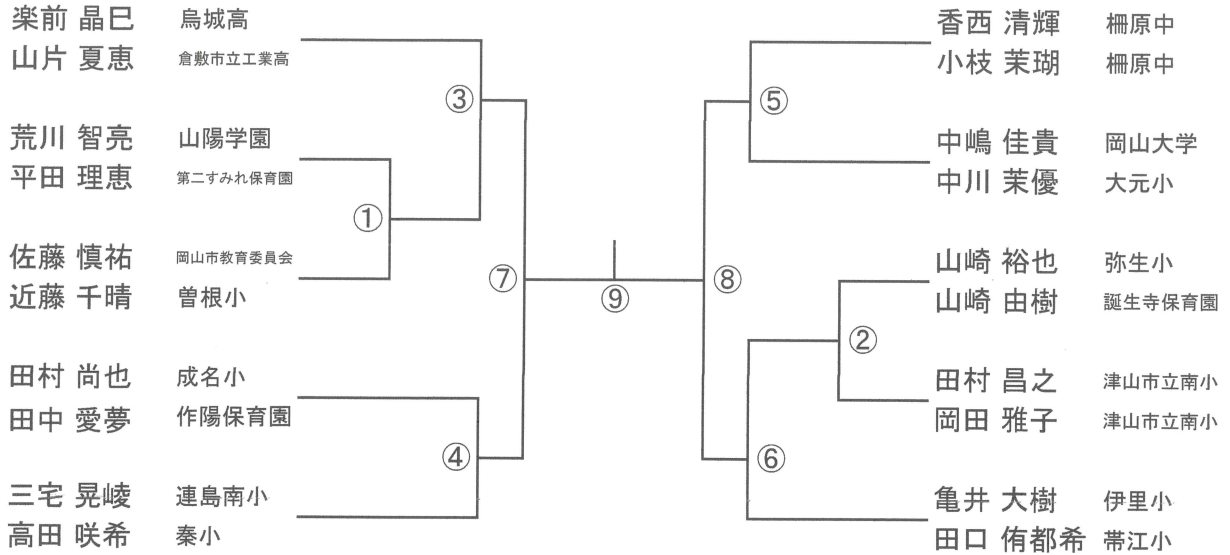 楽前 晶巳 烏城高
山片 夏恵 倉敷市立工業高
③
荒川 智亮 山陽学園
平田 理恵 第二すみれ保育園
①
佐藤 慎祐 岡山市教育委員会
近藤 千晴 曽根小
⑦
田村 尚也 成名小
田中 愛夢 作陽保育園
④
三宅 晃崚 連島南小
高田 咲希 秦小
⑨
香西 清輝 柵原中
小枝 茉瑚 柵原中
⑤
中嶋 佳貴 岡山大学
中川 茉優 大元小
⑧
山崎 裕也 弥生小
山崎 由樹 誕生寺保育園
②
田村 昌之 津山市立南小
岡田 雅子 津山市立南小
⑥
亀井 大樹 伊里小
田口 侑都希 帯江小